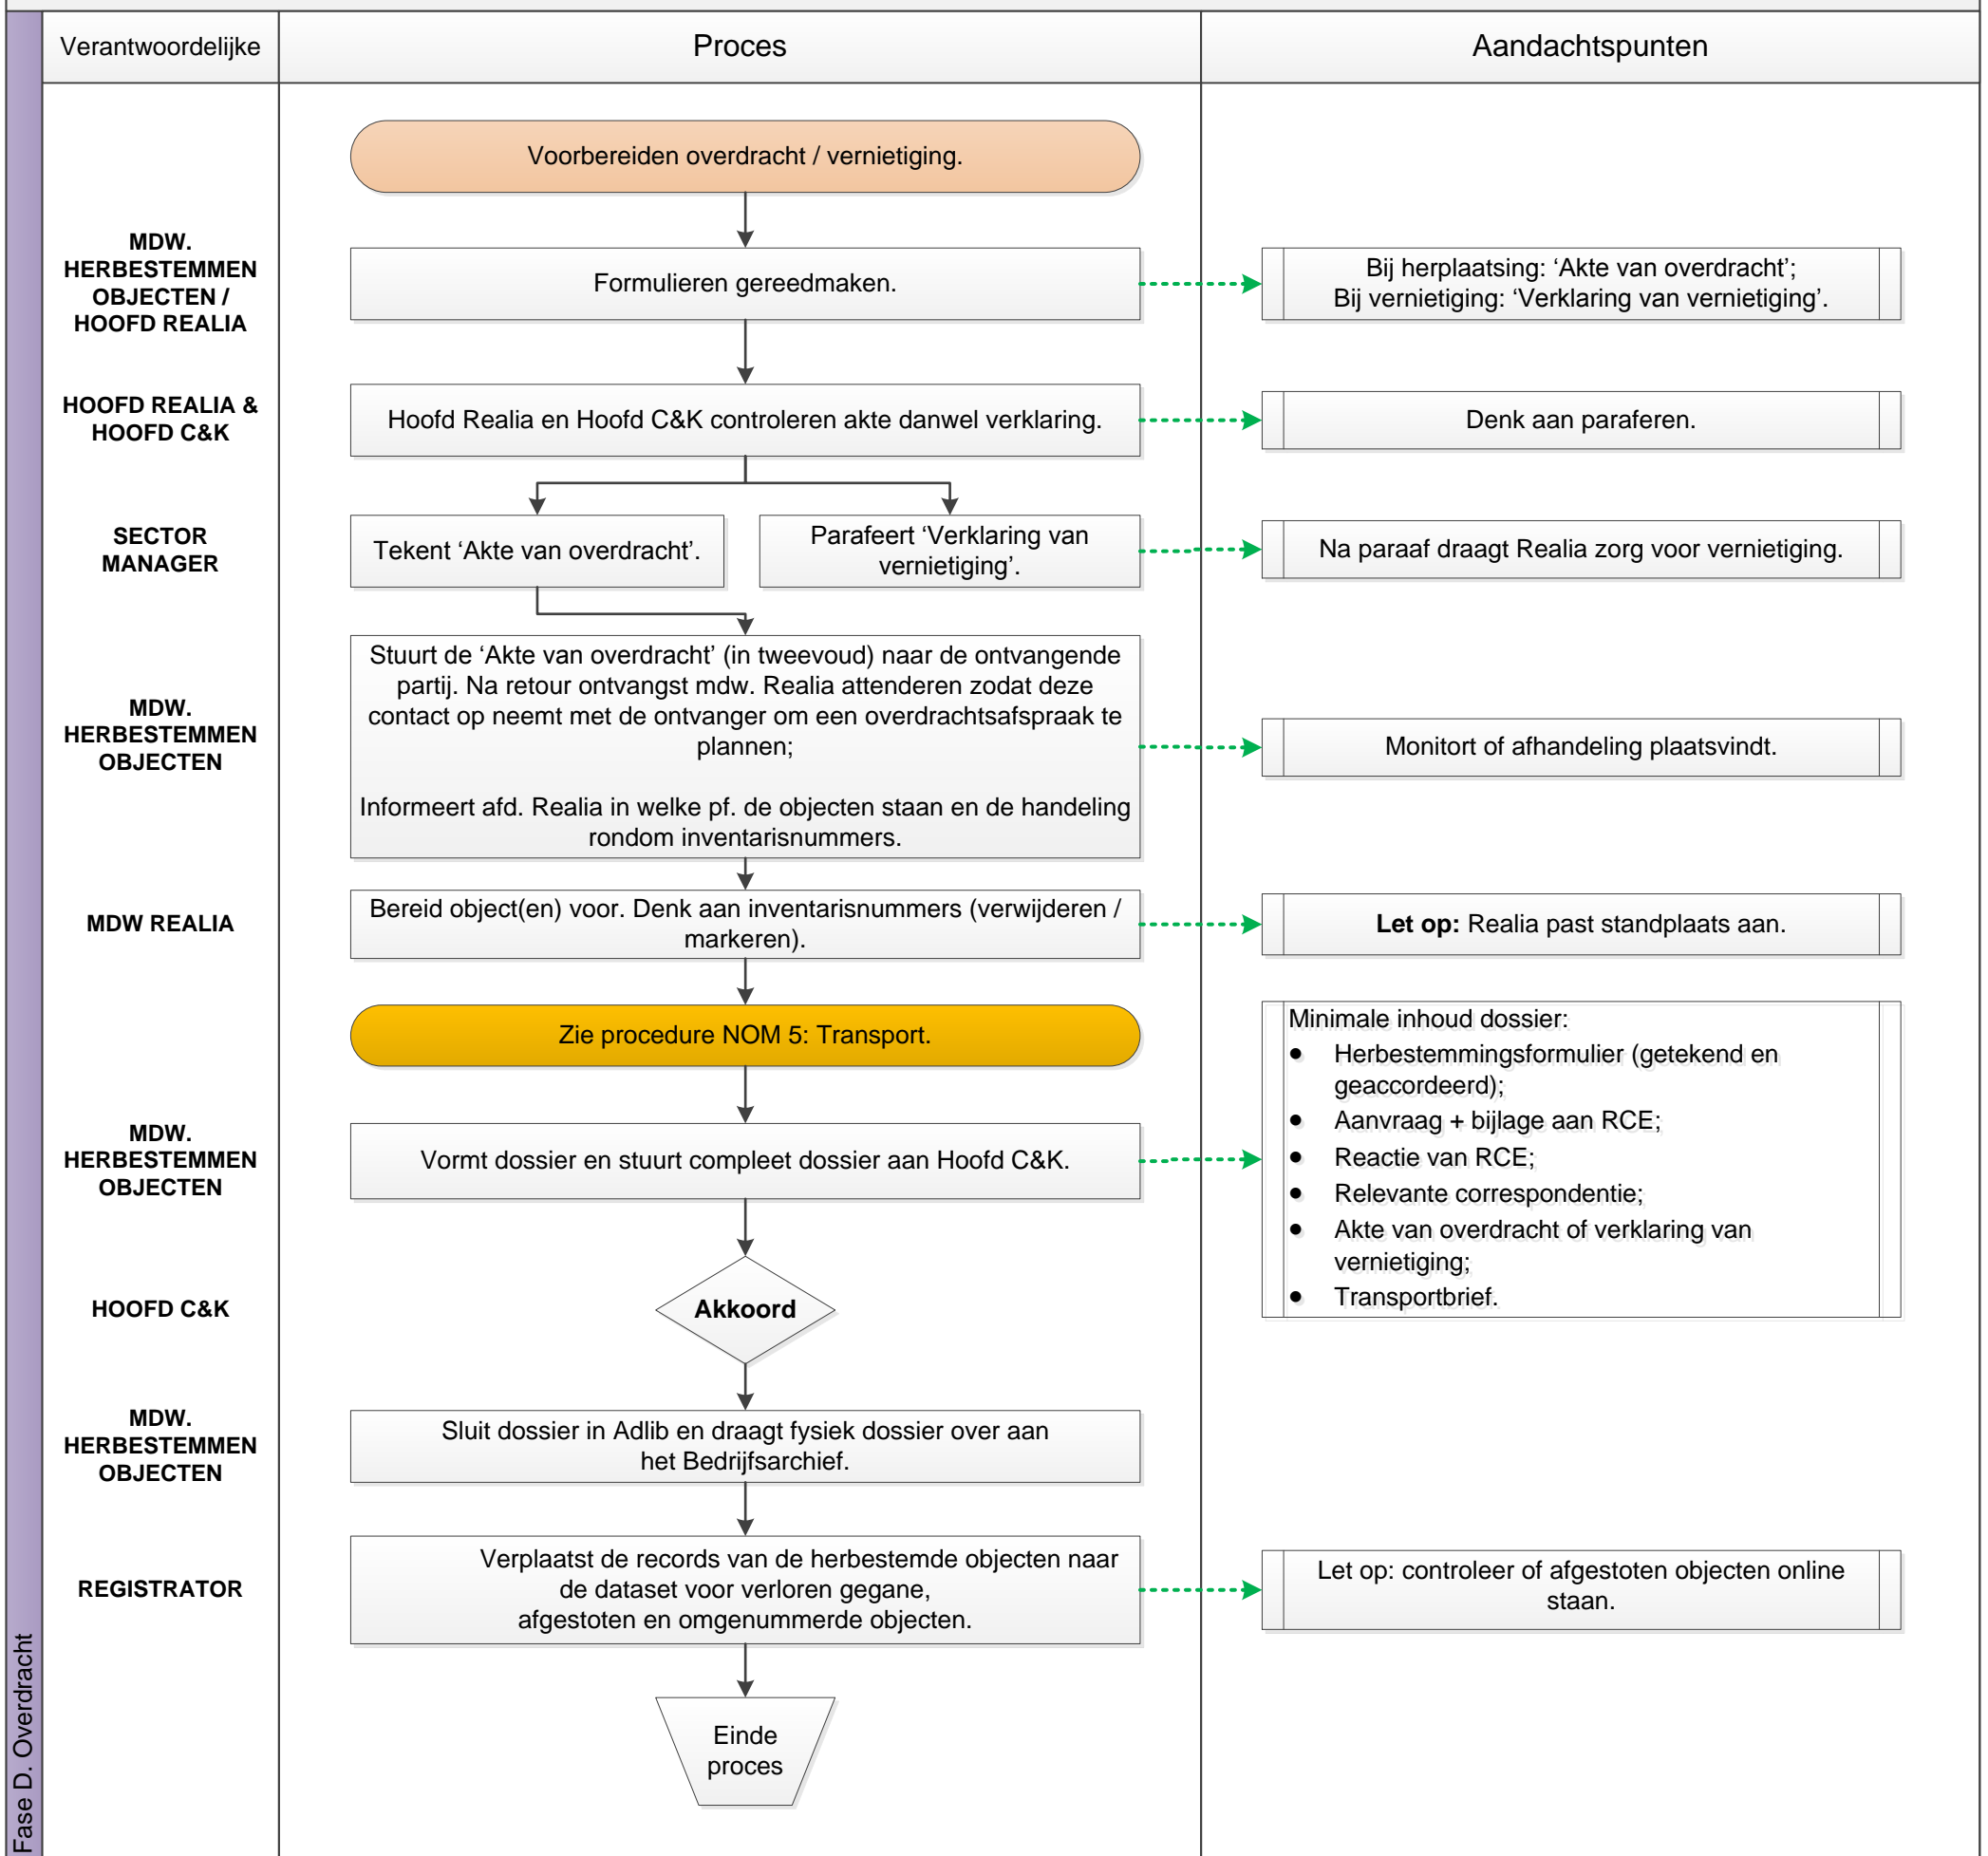 Verantwoordelijke
Proces
Aandachtspunten
Voorbereiden overdracht / vernietiging.
MDW.
HERBESTEMMEN
OBJECTEN /
HOOFD REALIA
Formulieren gereedmaken.
Bij herplaatsing: ‘Akte van overdracht’;
Bij vernietiging: ‘Verklaring van vernietiging’.
HOOFD REALIA &
HOOFD C&K
Hoofd Realia en Hoofd C&K controleren akte danwel verklaring.
Denk aan paraferen.
SECTOR
MANAGER
Tekent ‘Akte van overdracht’.
Parafeert ‘Verklaring van
vernietiging’.
Na paraaf draagt Realia zorg voor vernietiging.
MDW.
HERBESTEMMEN
OBJECTEN
Stuurt de ‘Akte van overdracht’ (in tweevoud) naar de ontvangende
partij. Na retour ontvangst mdw. Realia attenderen zodat deze
contact op neemt met de ontvanger om een overdrachtsafspraak te
plannen;
Informeert afd. Realia in welke pf. de objecten staan en de handeling
rondom inventarisnummers.
Monitort of afhandeling plaatsvindt.
MDW REALIA
Bereid object(en) voor. Denk aan inventarisnummers (verwijderen /
markeren).
Let op: Realia past standplaats aan.
Zie procedure NOM 5: Transport.
MDW.
HERBESTEMMEN
OBJECTEN
Vormt dossier en stuurt compleet dossier aan Hoofd C&K.
Minimale inhoud dossier:
● Herbestemmingsformulier (getekend en
geaccordeerd);
● Aanvraag + bijlage aan RCE;
● Reactie van RCE;
● Relevante correspondentie;
● Akte van overdracht of verklaring van
vernietiging;
● Transportbrief.
HOOFD C&K
Akkoord
MDW.
HERBESTEMMEN
OBJECTEN
Sluit dossier in Adlib en draagt fysiek dossier over aan
het Bedrijfsarchief.
REGISTRATOR
Verplaatst de records van de herbestemde objecten naar
de dataset voor verloren gegane,
afgestoten en omgenummerde objecten.
Let op: controleer of afgestoten objecten online
staan.
Einde
proces
Fase D. Overdracht